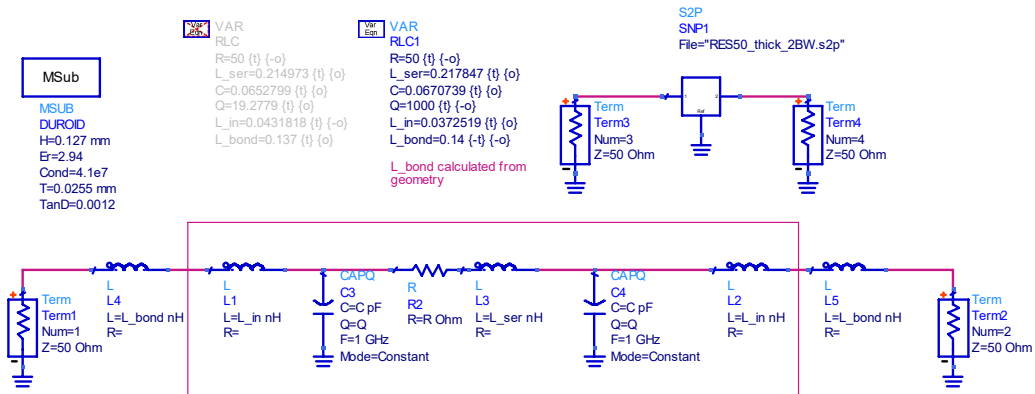 MSub
MSUB
DUROID
H=0.127 mm
Er=2.94
Cond=4.1e7
T=0.0255 mm
TanD=0.0012
Var
Eqn
VAR
RLC
R=50 {t} {-o}
L_ser=0.214973 {t} {o}
C=0.0652799 {t} {o}
Q=19.2779 {t} {o}
L_in=0.0431818 {t} {o}
L_bond=0.137 {t} {o}
Var
Eqn
VAR
RLC1
R=50 {t} {-o}
L_ser=0.217847 {t} {o}
C=0.0670739 {t} {o}
Q=1000 {t} {-o}
L_in=0.0372519 {t} {o}
L_bond=0.14 {-t} {-o}
L_bond calculated from
geometry
S2P
SNP1
File="RES50_thick_2BW.s2p"
1
2
Ref
Term
Term3
Num=3
Z=50 Ohm
Term
Term4
Num=4
Z=50 Ohm
Term
Term1
Num=1
Z=50 Ohm
L
L4
L=L_bond nH
R=
L
L1
L=L_in nH
R=
CAPQ
C3
C=C pF
Q=Q
F=1 GHz
Mode=Constant
R
R2
R=R Ohm
L
L3
L=L_ser nH
R=
CAPQ
C4
C=C pF
Q=Q
F=1 GHz
Mode=Constant
L
L2
L=L_in nH
R=
L
L5
L=L_bond nH
R=
Term
Term2
Num=2
Z=50 Ohm